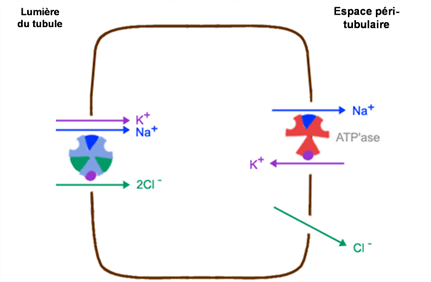 Lumière
du tubule
Espace péri-
tubulaire
K+
Na+
2Cl -
Na+
ATP'ase
K+
Cl -